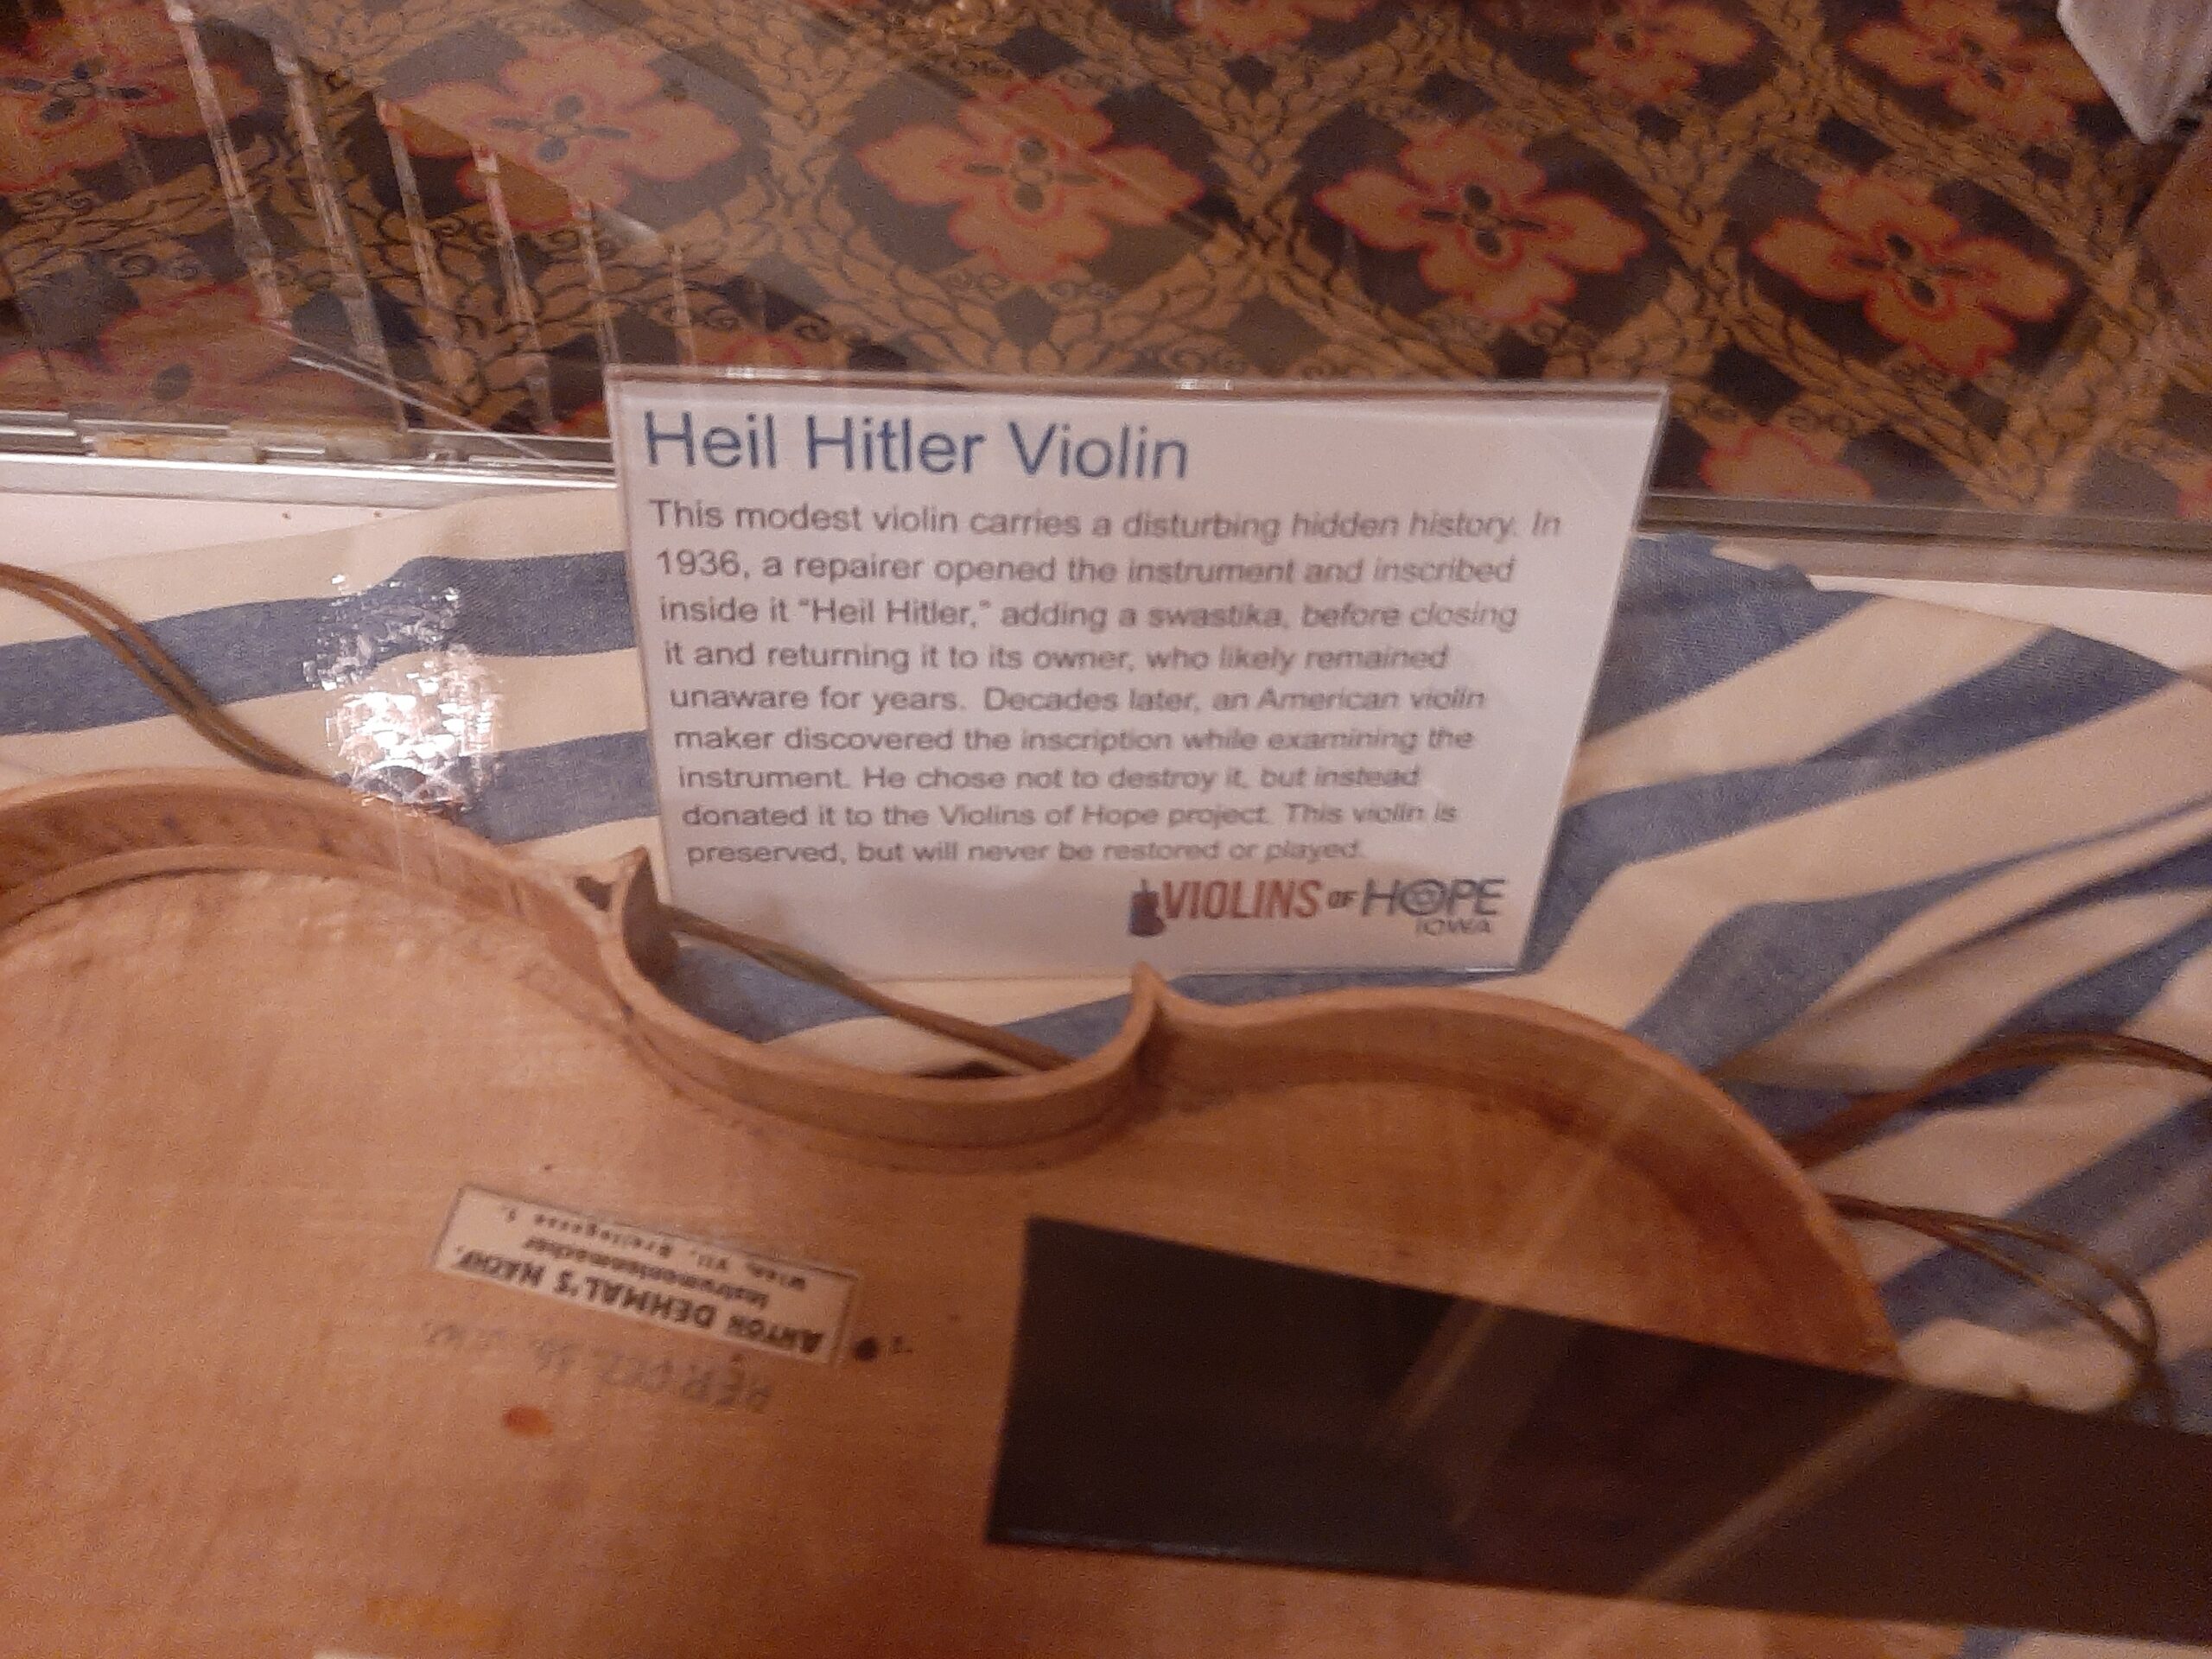 Heil Hitler Violin
This modest violin carries a disturbing hidden history. In
1936, a repairer opened the instrument and inscribed
inside it “Heil Hitler,” adding a swastika, before closing
it and returning it to its owner, who likely remained
unaware for years. Decades later, an American violin
maker discovered the inscription while examining the
instrument. He chose not to destroy it, but instead
donated it to the Violins of Hope project. This violin is
preserved, but will never be restored or played.
VIOLINS OF HOPE
IOWA
ANTON DEHMAL'S NACHF.
Instrumentenmacher
Wien, VII., Breitegasse